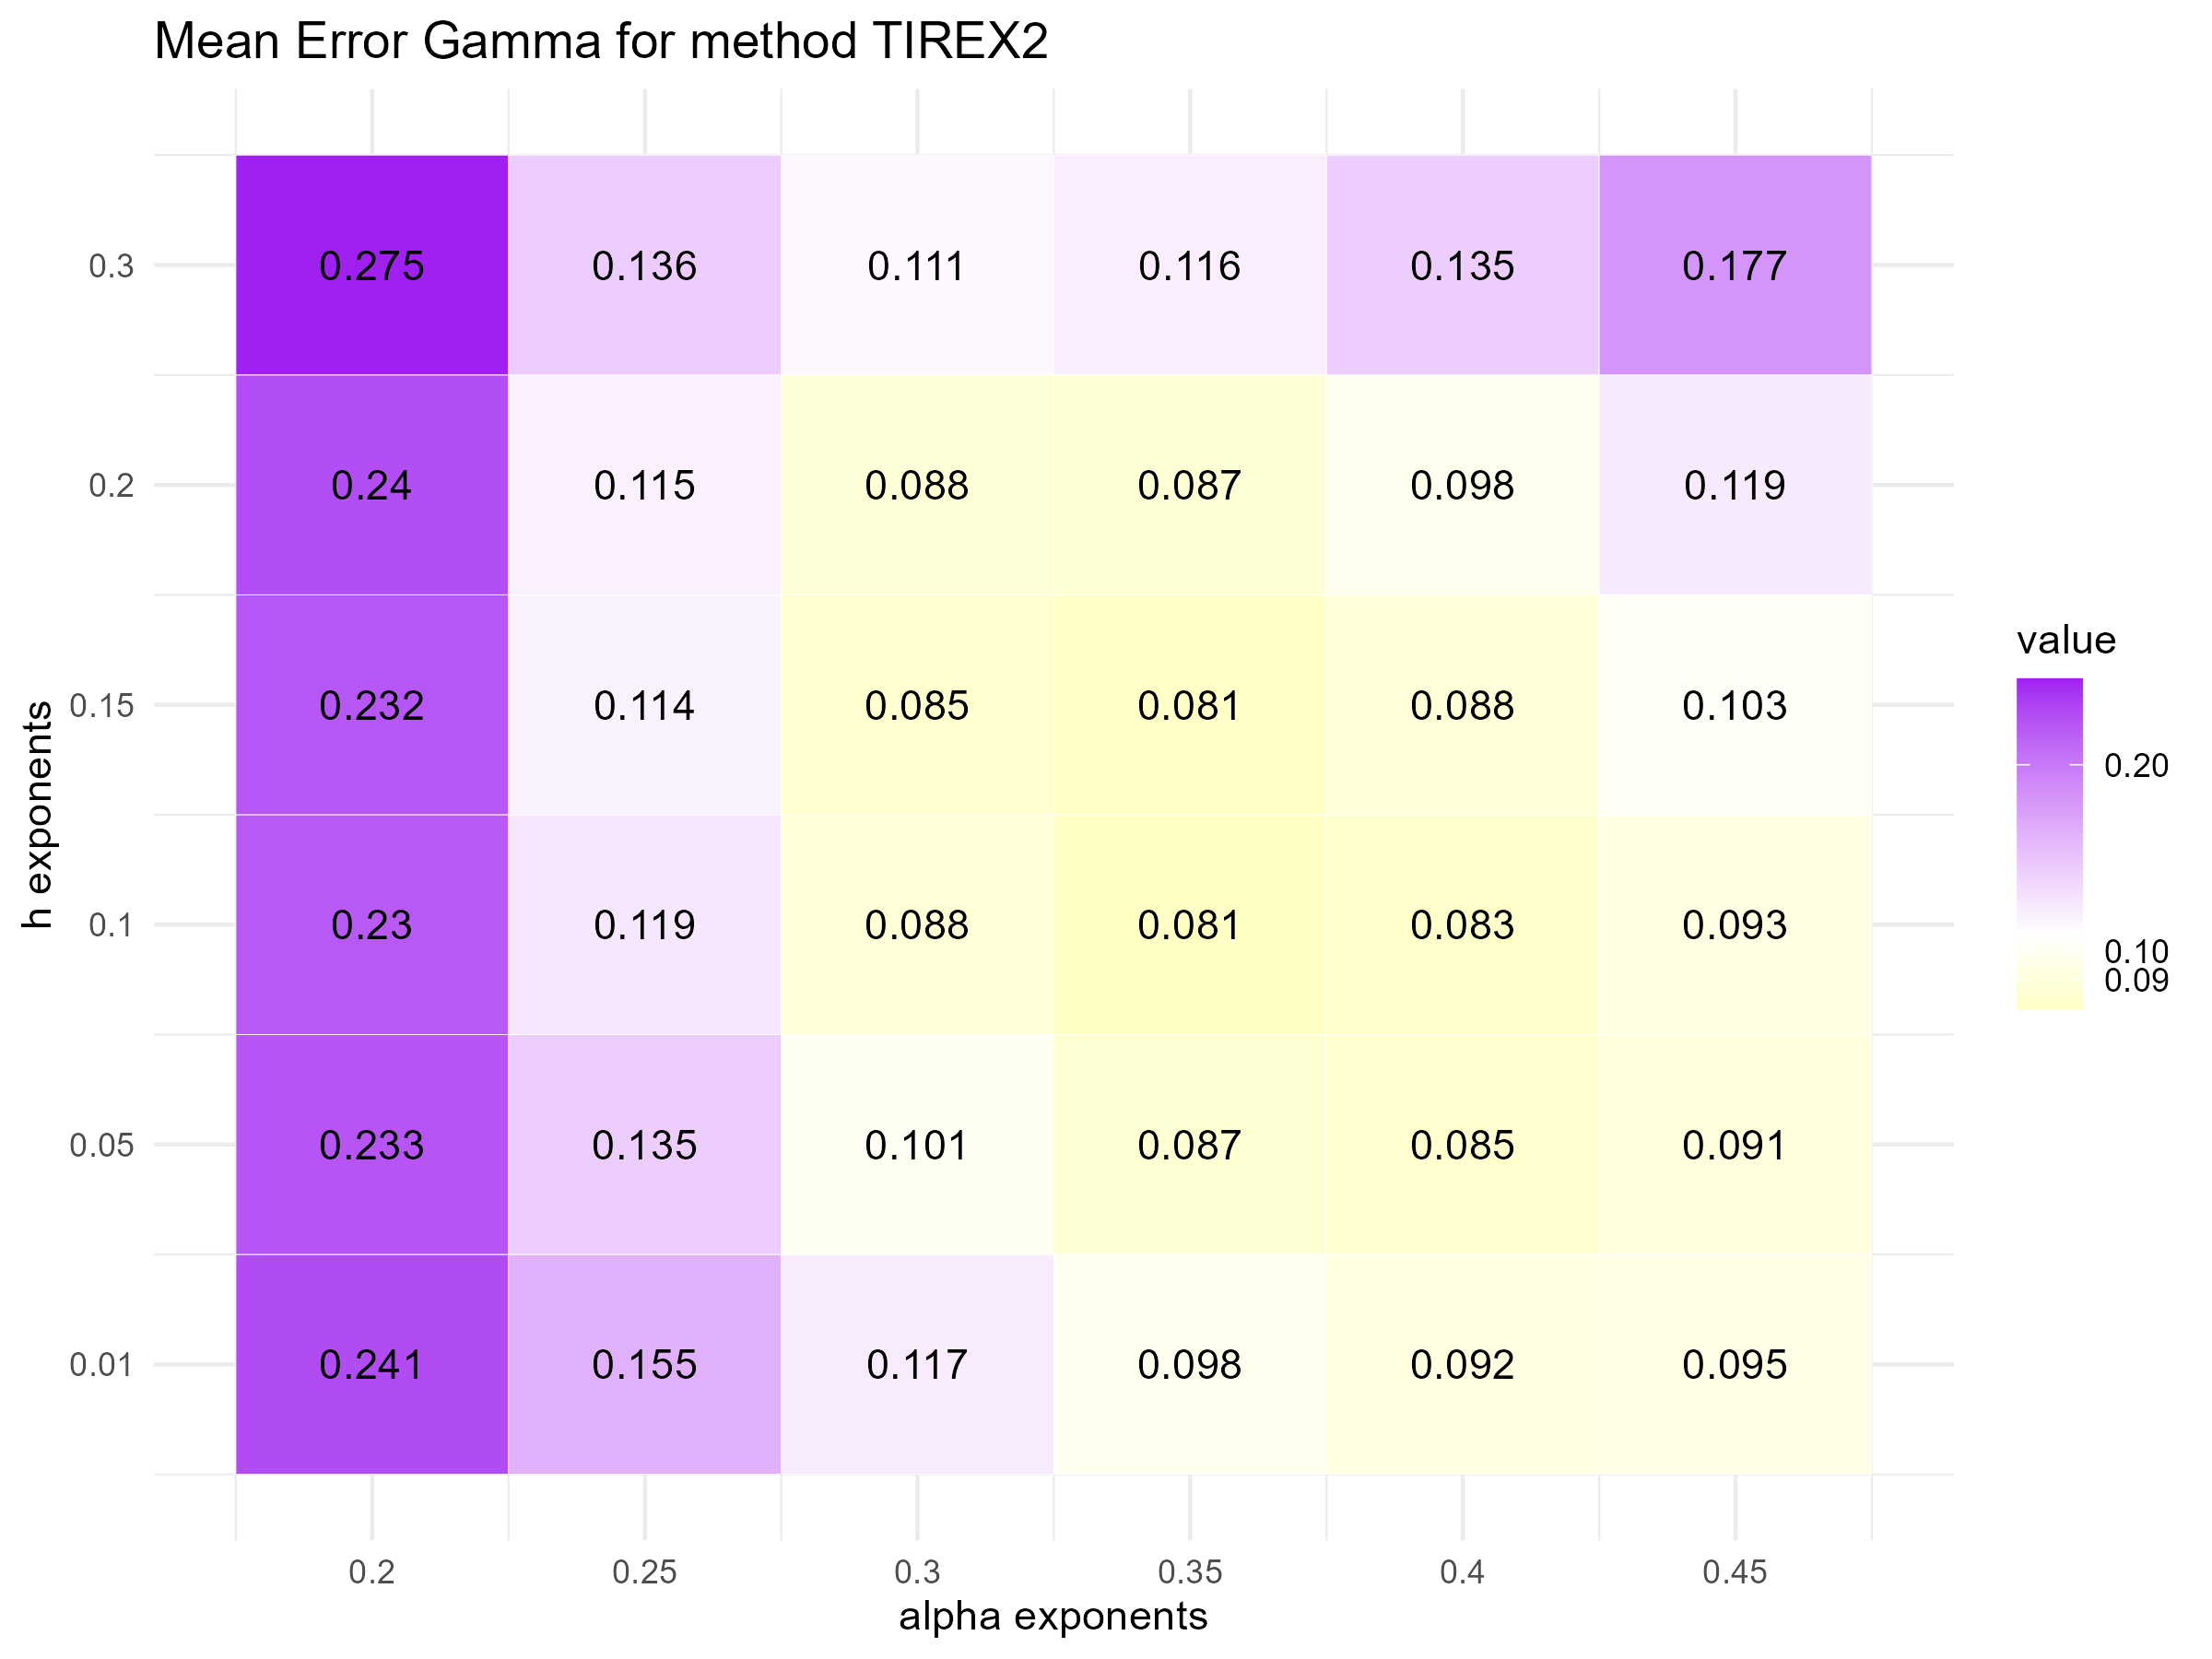 Mean Error Gamma for method TIREX2
0.3 0.275 0.136 0.111 0.116 0.135 0.177
0.2 0.24 0.115 0.088 0.087 0.098 0.119
0.15 0.232 0.114 0.085 0.081 0.088 0.103
0.1 0.23 0.119 0.088 0.081 0.083 0.093
0.05 0.233 0.135 0.101 0.087 0.085 0.091
0.01 0.241 0.155 0.117 0.098 0.092 0.095
0.2 0.25 0.3 0.35 0.4 0.45
alpha exponents
h exponents
value
0.20
0.10
0.09